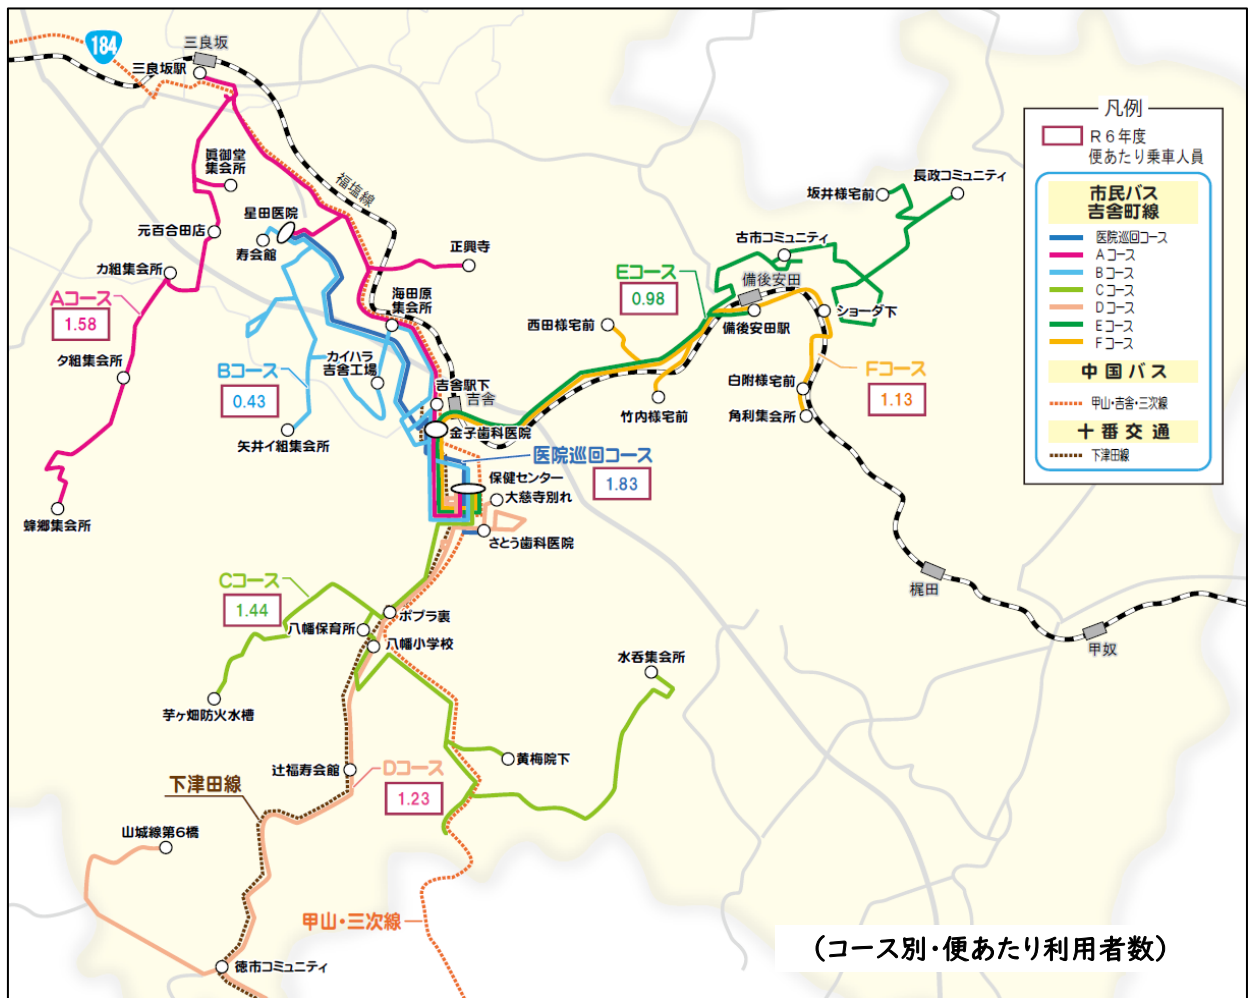 184
三良坂
三良坂駅
眞御堂
集会所
福塩線
星田医院
元百合田店
寿会館
カ組集会所
正興寺
Aコース
1.58
海田原
集会所
タ組集会所
カイハラ
吉舎工場
Bコース
0.43
吉舎駅下
吉舎
矢井イ組集会所
金子歯科医院
蜂郷集会所
医院巡回コース
1.83
保健センター
大慈寺別れ
さとう歯科医院
坂井様宅前
長政コミュニティ
古市コミュニティ
Eコース
0.98
備後安田
西田様宅前
備後安田駅
ショーダ下
竹内様宅前
白附様宅前
Fコース
1.13
角利集会所
梶田
甲奴
Cコース
1.44
ポプラ裏
八幡保育所
八幡小学校
水呑集会所
芋ヶ畑防火水槽
黄梅院下
辻福寿会館
Dコース
1.23
下津田線
山城線第6橋
甲山・三次線
徳市コミュニティ
凡例
R6年度
便あたり乗車人員
市民バス
吉舎町線
医院巡回コース
Aコース
Bコース
Cコース
Dコース
Eコース
Fコース
中国バス
甲山・吉舎・三次線
十番交通
下津田線
(コース別・便あたり利用者数)